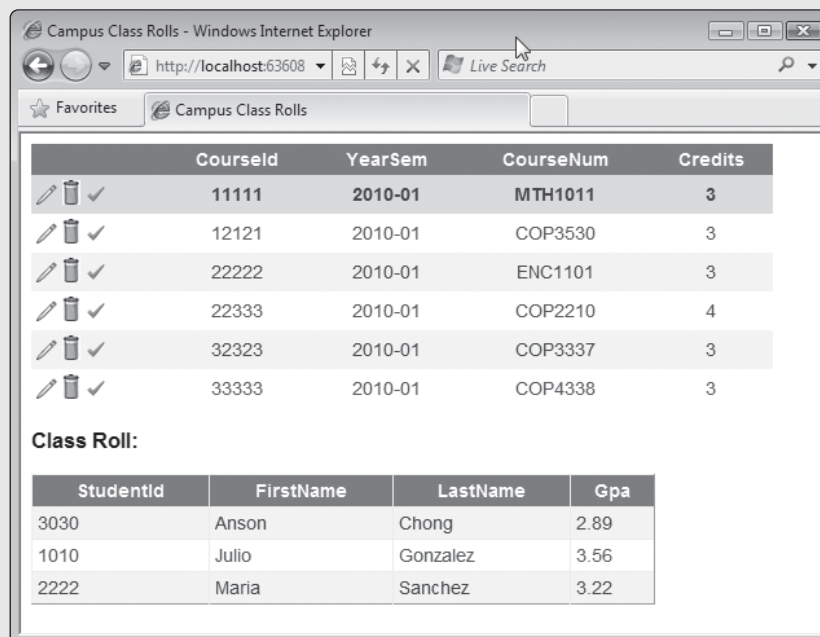 Campus Class Rolls - Windows Internet Explorer
http://localhost:63608
Live Search
Favorites
Campus Class Rolls
CourseId YearSem CourseNum Credits
11111 2010-01 MTH1011 3
12121 2010-01 COP3530 3
22222 2010-01 ENC1101 3
22333 2010-01 COP2210 4
32323 2010-01 COP3337 3
33333 2010-01 COP4338 3
Class Roll:
StudentId FirstName LastName Gpa
3030 Anson Chong 2.89
1010 Julio Gonzalez 3.56
2222 Maria Sanchez 3.22